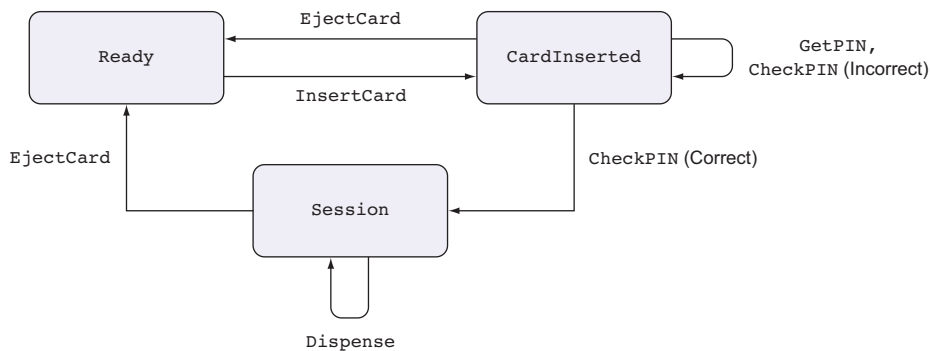 EjectCard
Ready
CardInserted
GetPIN,
CheckPIN (Incorrect)
InsertCard
EjectCard
CheckPIN (Correct)
Session
Dispense